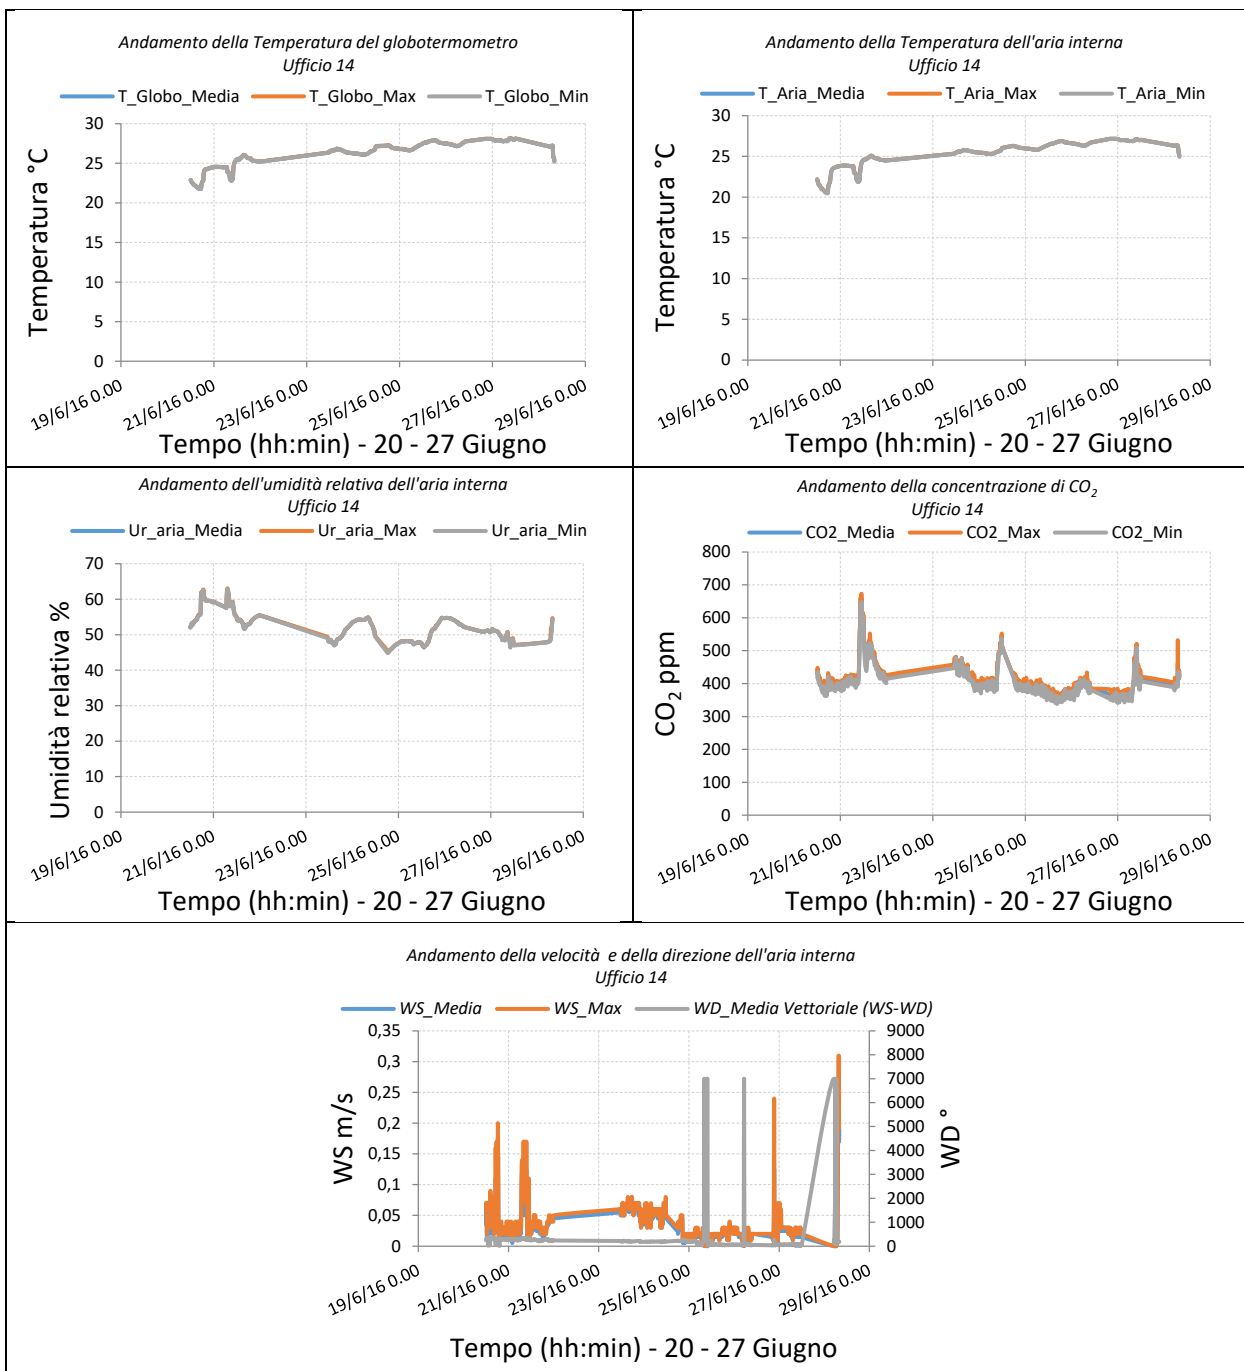 Andamento della Temperatura del globotermometro
Ufficio 14
T_Globo_Media T_Globo_Max T_Globo_Min
30
25
20
15
10
5
0
Temperatura °C
19/6/16 0.00 21/6/16 0.00 23/6/16 0.00 25/6/16 0.00 27/6/16 0.00 29/6/16 0.00
Tempo (hh:min) - 20 - 27 Giugno
Andamento della Temperatura dell'aria interna
Ufficio 14
T_Aria_Media T_Aria_Max T_Aria_Min
30
25
20
15
10
5
0
Temperatura °C
19/6/16 0.00 21/6/16 0.00 23/6/16 0.00 25/6/16 0.00 27/6/16 0.00 29/6/16 0.00
Tempo (hh:min) - 20 - 27 Giugno
Andamento dell'umidità relativa dell'aria interna
Ufficio 14
Ur_aria_Media Ur_aria_Max Ur_aria_Min
70
60
50
40
30
20
10
0
Umidità relativa %
19/6/16 0.00 21/6/16 0.00 23/6/16 0.00 25/6/16 0.00 27/6/16 0.00 29/6/16 0.00
Tempo (hh:min) - 20 - 27 Giugno
Andamento della concentrazione di CO₂
Ufficio 14
CO2_Media CO2_Max CO2_Min
800
700
600
500
400
300
200
100
0
CO₂ ppm
19/6/16 0.00 21/6/16 0.00 23/6/16 0.00 25/6/16 0.00 27/6/16 0.00 29/6/16 0.00
Tempo (hh:min) - 20 - 27 Giugno
Andamento della velocità e della direzione dell'aria interna
Ufficio 14
WS_Media WS_Max WD_Media Vettoriale (WS-WD)
0,35
0,3
0,25
0,2
0,15
0,1
0,05
0
WS m/s
9000
8000
7000
6000
5000
4000
3000
2000
1000
0
WD °
19/6/16 0.00 21/6/16 0.00 23/6/16 0.00 25/6/16 0.00 27/6/16 0.00 29/6/16 0.00
Tempo (hh:min) - 20 - 27 Giugno